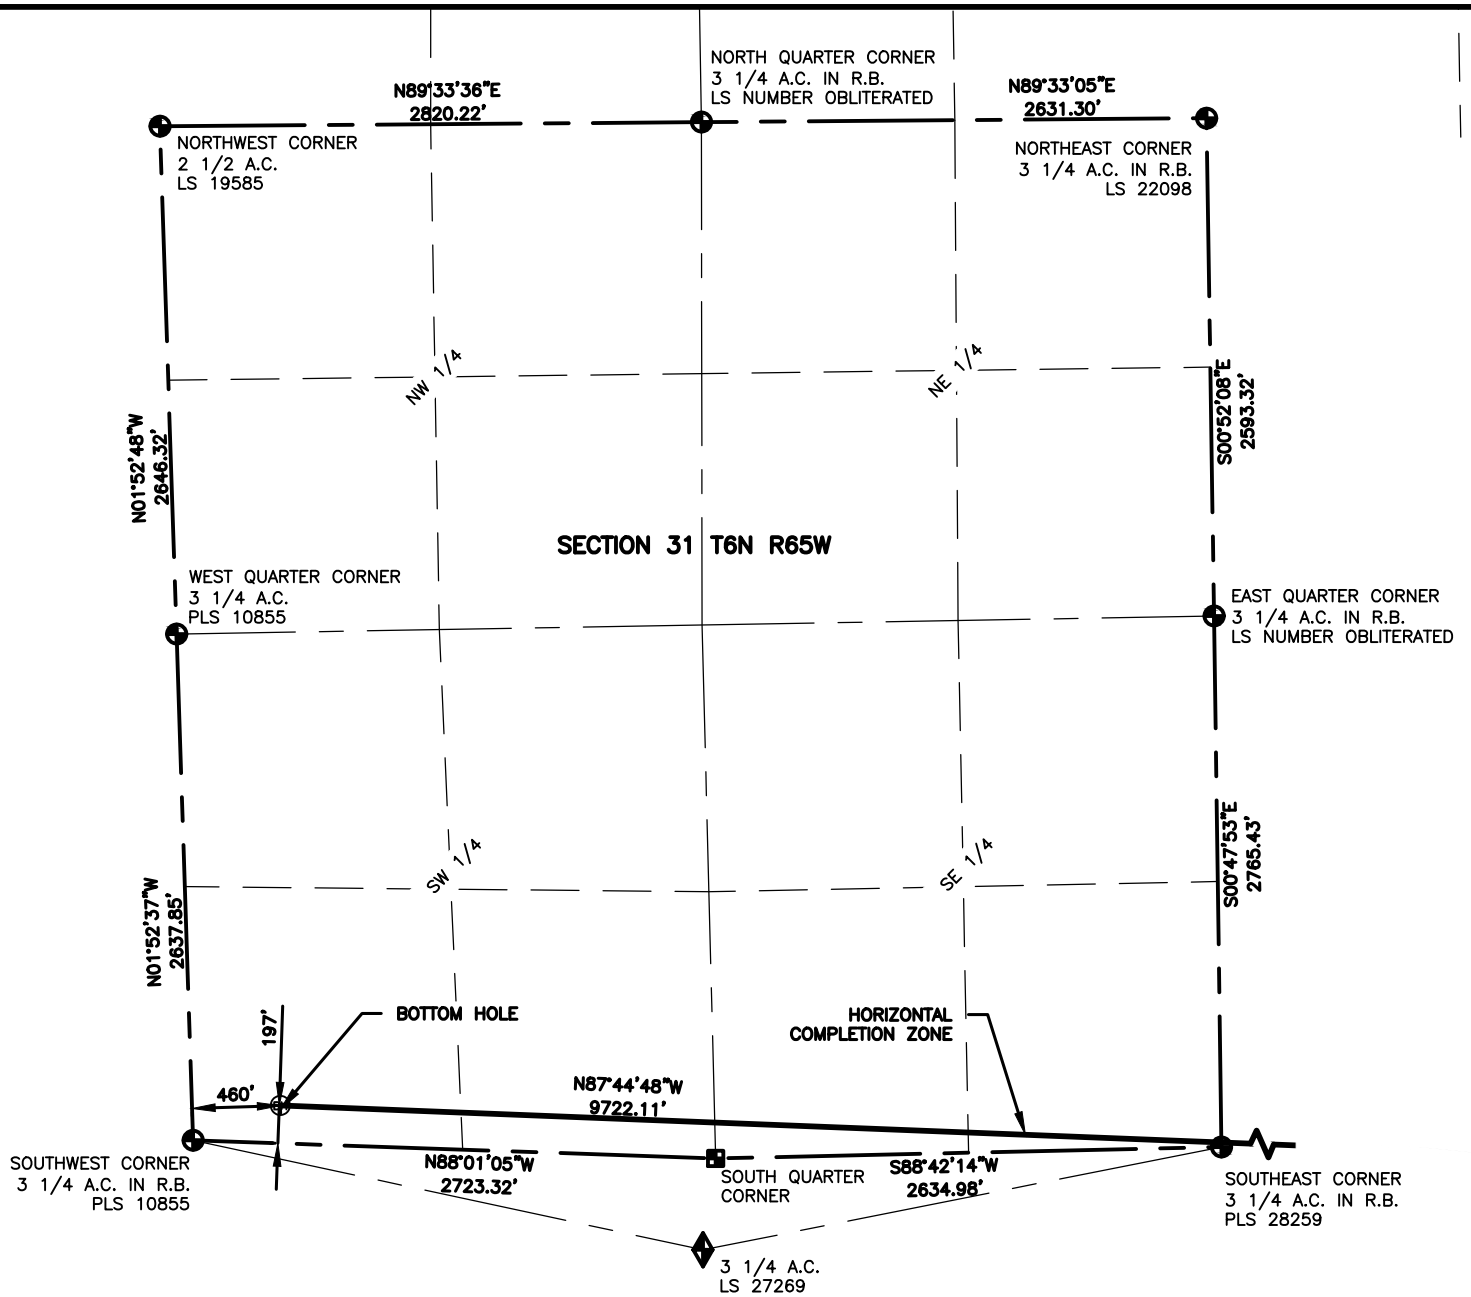 NORTH QUARTER CORNER
3 1/4 A.C. IN R.B.
LS NUMBER OBLITERATED
N89°33'36"E
2820.22'
N89°33'05"E
2631.30'
NORTHWEST CORNER
2 1/2 A.C.
LS 19585
NORTHEAST CORNER
3 1/4 A.C. IN R.B.
LS 22098
NW 1/4
NE 1/4
N01°52'48"W
2646.32'
S00°52'08"E
2593.32'
SECTION 31 T6N R65W
WEST QUARTER CORNER
3 1/4 A.C.
PLS 10855
EAST QUARTER CORNER
3 1/4 A.C. IN R.B.
LS NUMBER OBLITERATED
SW 1/4
SE 1/4
N01°52'37"W
2637.85'
S00°47'53"E
2765.43'
197'
BOTTOM HOLE
HORIZONTAL
COMPLETION ZONE
460'
N87°44'48"W
9722.11'
SOUTHWEST CORNER
3 1/4 A.C. IN R.B.
PLS 10855
N88°01'05"W
2723.32'
SOUTH QUARTER
CORNER
S88°42'14"W
2634.98'
SOUTHEAST CORNER
3 1/4 A.C. IN R.B.
PLS 28259
3 1/4 A.C.
LS 27269